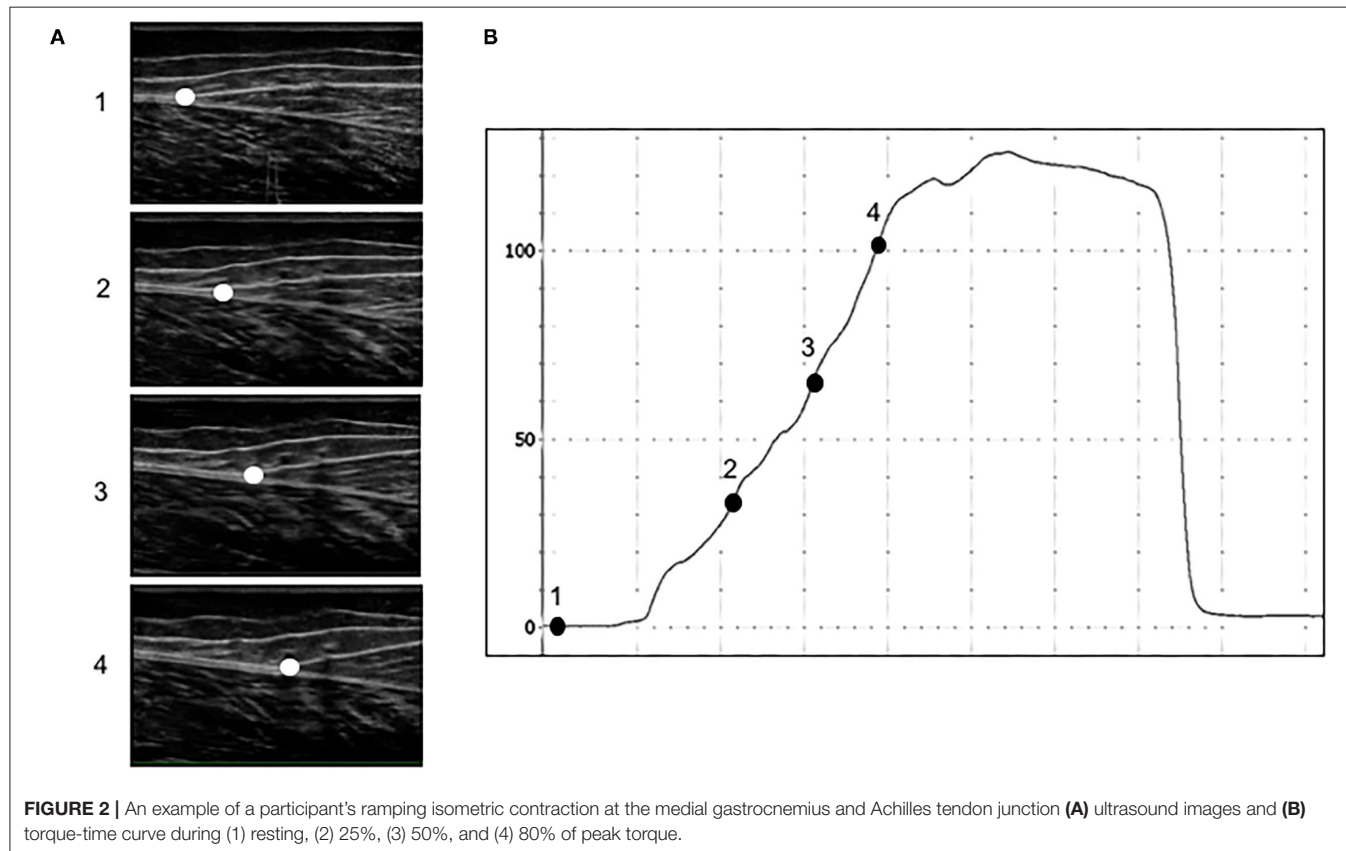 A
B
1
2
3
4
100
50
0
4
3
2
1
FIGURE 2 | An example of a participant's ramping isometric contraction at the medial gastrocnemius and Achilles tendon junction (A) ultrasound images and (B)
torque-time curve during (1) resting, (2) 25%, (3) 50%, and (4) 80% of peak torque.